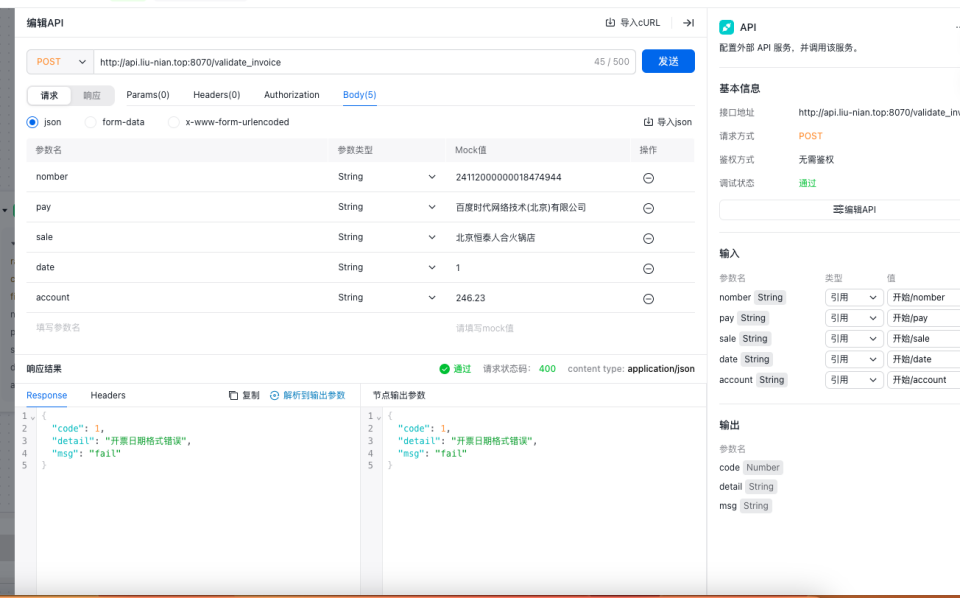 编辑API
导入cURL
POST http://api.liu-nian.top:8070/validate_invoice 45 / 500 发送
请求 响应 Params(0) Headers(0) Authorization Body(5)
json form-data x-www-form-urlencoded 导入json
参数名 参数类型 Mock值 操作
nomber String 24112000000018474944
pay String 百度时代网络技术(北京)有限公司
sale String 北京恒泰人合火锅店
date String 1
account String 246.23
填写参数名 请填写mock值
响应结果 通过 请求状态码: 400 content type: application/json
Response Headers 复制 解析到输出参数
1 {
2 "code": 1,
3 "detail": "开票日期格式错误",
4 "msg": "fail"
5 }
节点输出参数
1 {
2 "code": 1,
3 "detail": "开票日期格式错误",
4 "msg": "fail"
5 }
API
配置外部 API 服务，并调用该服务。
基本信息
接口地址 http://api.liu-nian.top:8070/validate_inv
请求方式 POST
鉴权方式 无需鉴权
调试状态 通过
编辑API
输入
参数名 类型 值
nomber String 引用 开始/nomber
pay String 引用 开始/pay
sale String 引用 开始/sale
date String 引用 开始/date
account String 引用 开始/account
输出
参数名
code Number
detail String
msg String